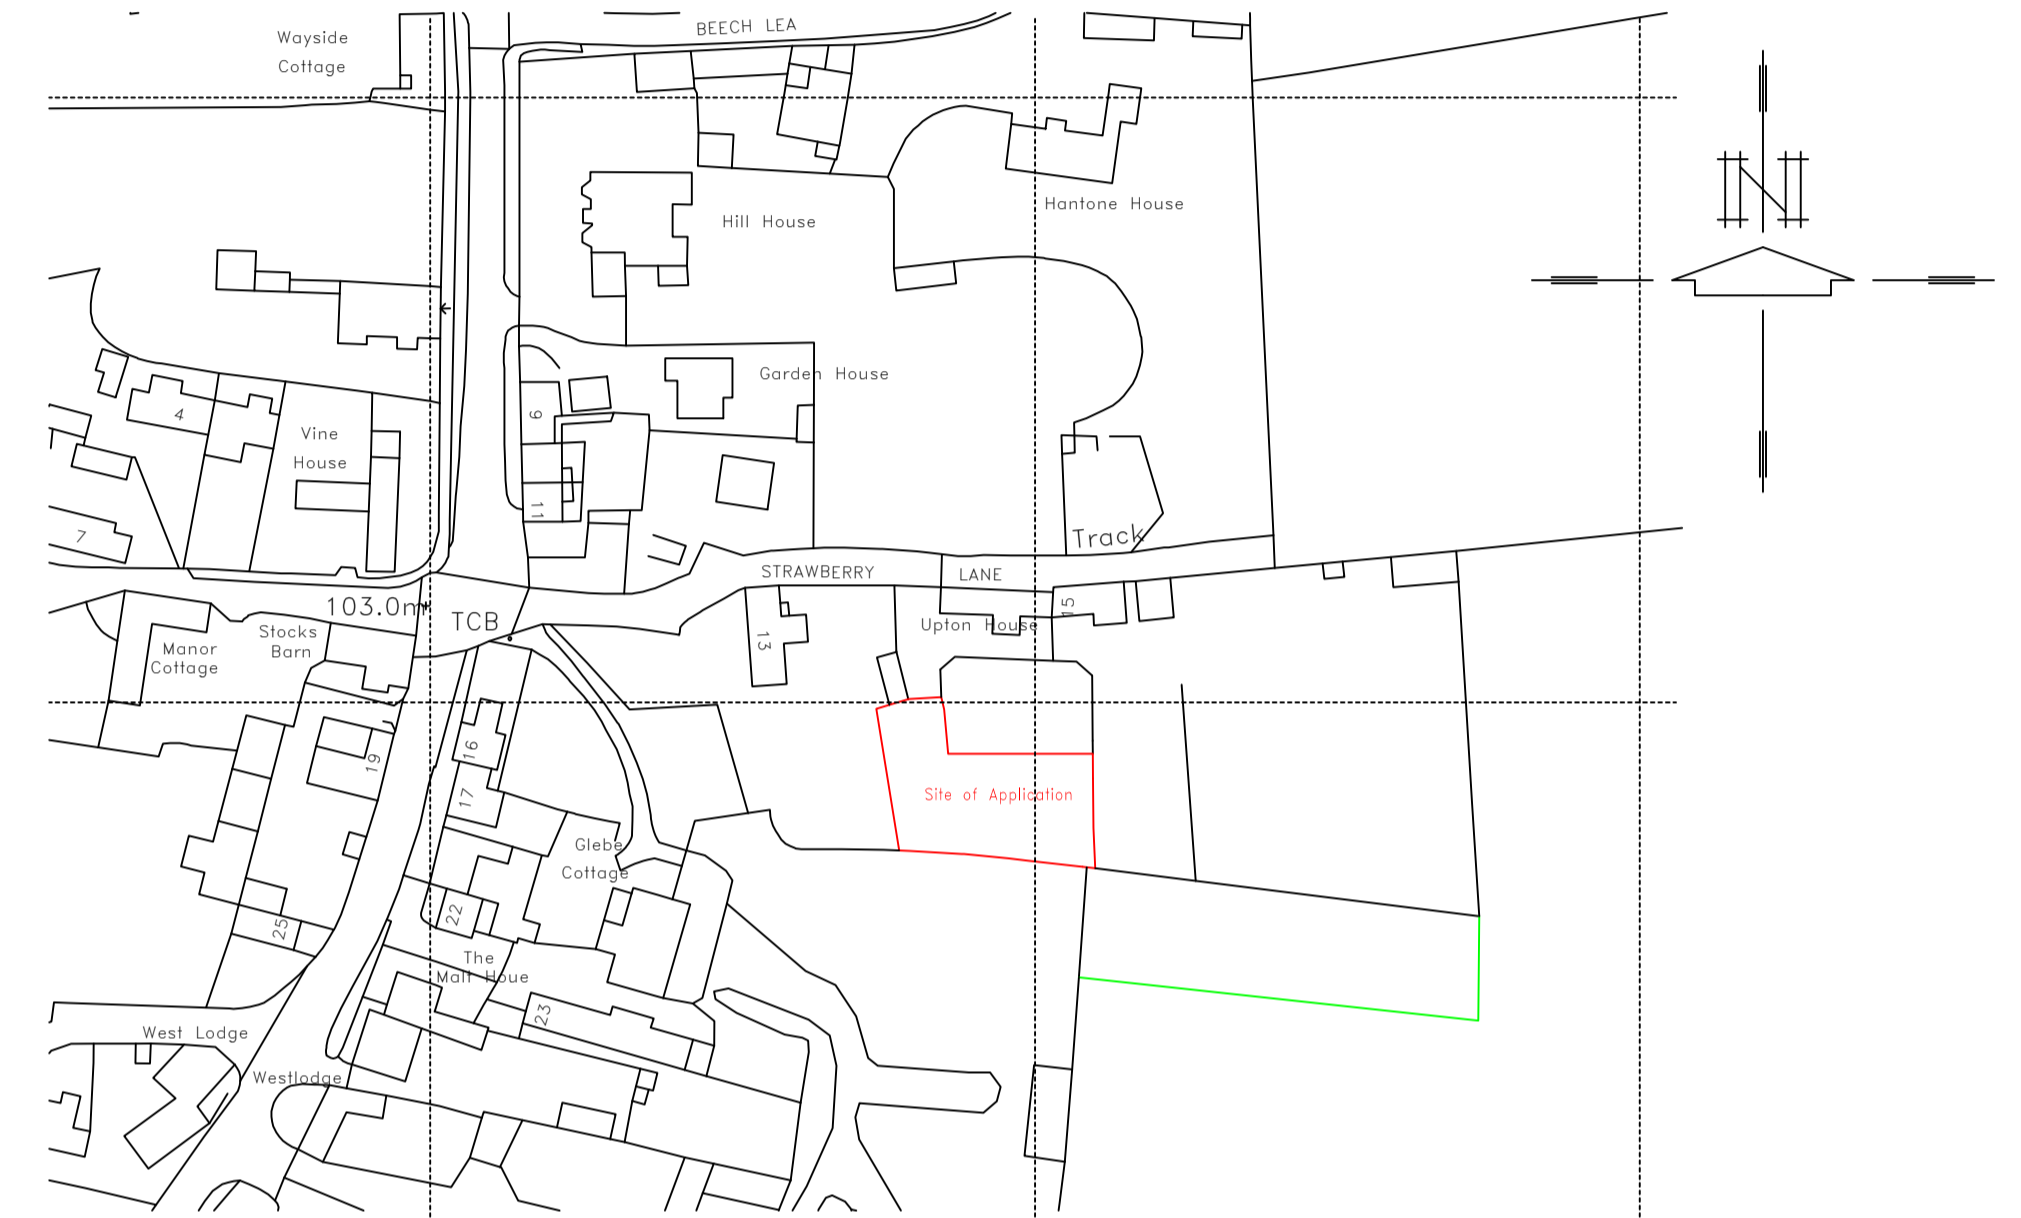 BEECH LEA
Wayside
Cottage
N
Hantone House
Hill House
Garden House
4
9
Vine
House
11
7
Track
STRAWBERRY LANE
103.0m
TCB
15
Upton House
Stocks
Barn
Manor
Cottage
13
16
19
17
Site of Application
Glebe
Cottage
22
25
The
Malt Houe
23
West Lodge
Westlodge